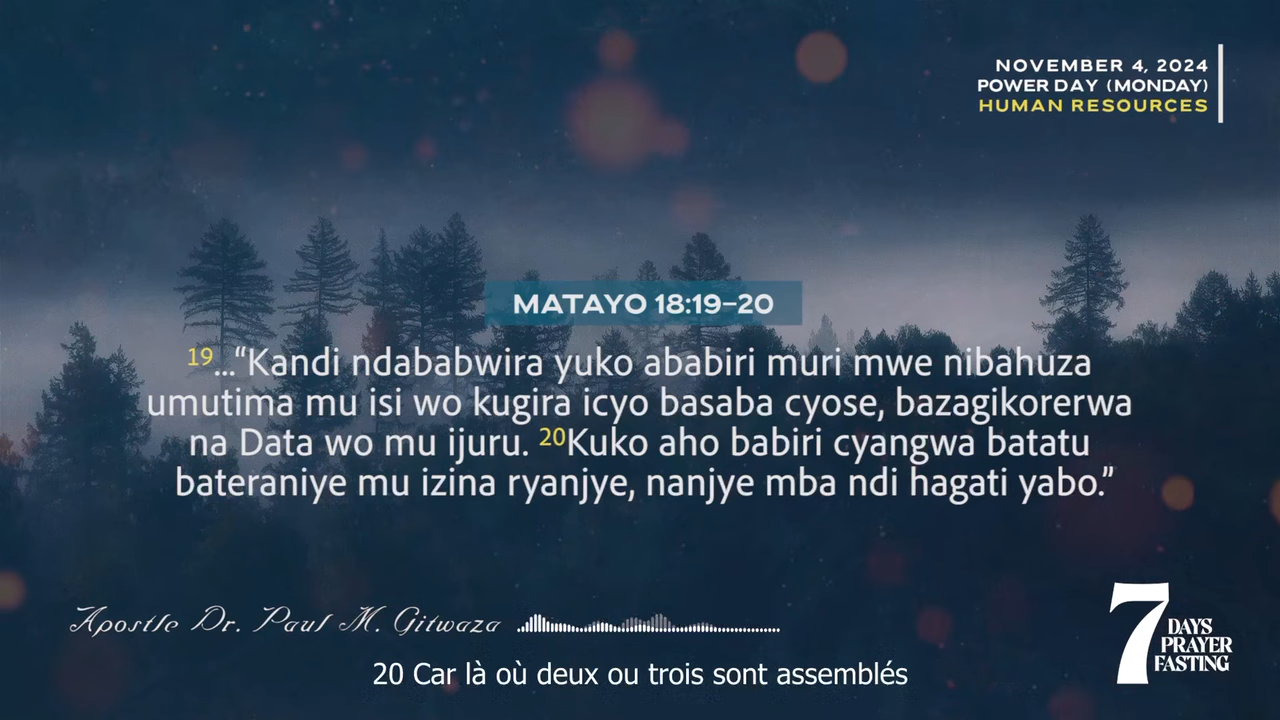 NOVEMBER 4, 2024
POWER DAY (MONDAY)
HUMAN RESOURCES
MATAYO 18:19–20
19...“Kandi ndababwira yuko ababiri muri mwe nibahuza
umutima mu isi wo kugira icyo basaba cyose, bazagikorerwa
na Data wo mu ijuru. 20Kuko aho babiri cyangwa batatu
bateraniye mu izina ryanjye, nanjye mba ndi hagati yabo.”
Apostle Dr. Paul M. Gitwaza
20 Car là où deux ou trois sont assemblés
7 DAYS
PRAYER
FASTING